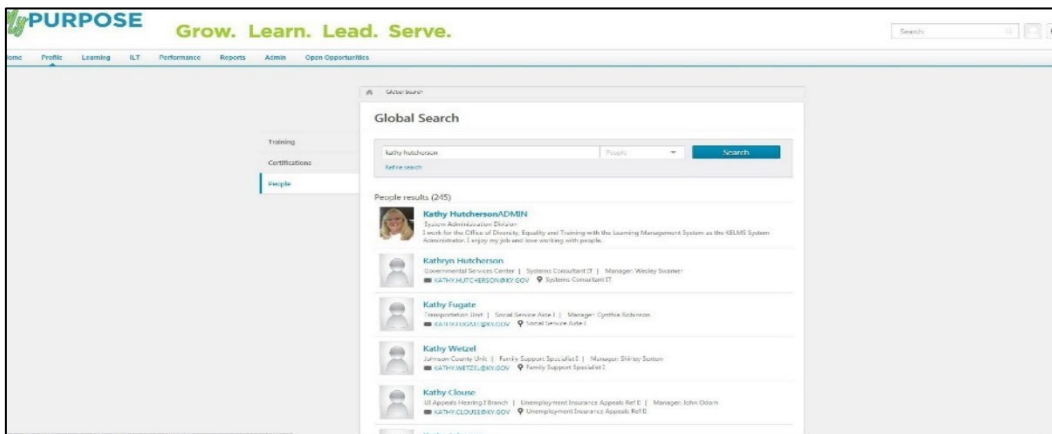 MyPURPOSE
Grow. Learn. Lead. Serve.
Search
Home Profile Learning ILT Performance Reports Admin Open Opportunities
Global Search
Global Search
Training
Certifications
People
kathy hutcherson People Search
Refine search
People results (245)
Kathy HutchersonADMIN
System Administration Division
I work for the Office of Diversity, Equality and Training with the Learning Management System as the KELMS System
Administrator. I enjoy my job and love working with people.
Kathryn Hutcherson
Governmental Services Center | Systems Consultant IT | Manager: Wesley
KATHY.HUTCHERSON@KY.GOV Systems Consultant IT
Kathy Fugate
Transportation Unit | Social Service Aide I | Manager: Cynthia Robinson
KATHY.FUGATE@KY.GOV Social Service Aide I
Kathy Wetzel
Johnson County Unit | Family Support Specialist I | Manager: Shirley
KATHY.WETZEL@KY.GOV Family Support Specialist I
Kathy Clouse
UI Appeals Hearing I Branch | Unemployment Insurance Appeals Ref II | Manager: John Odom
KATHY.CLOUSE@KY.GOV Unemployment Insurance Appeals Ref II